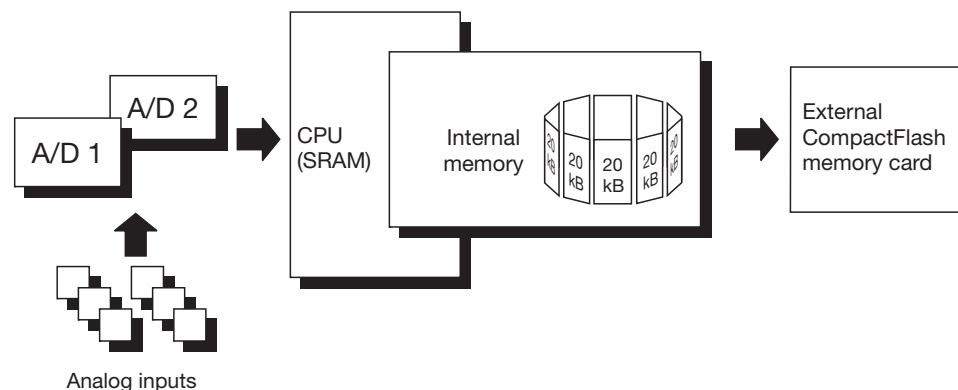 A/D 2
A/D 1
CPU
(SRAM)
Internal
memory
20
kB
20
kB
20
kB
20
kB
20
kB
External
CompactFlash
memory card
Analog inputs